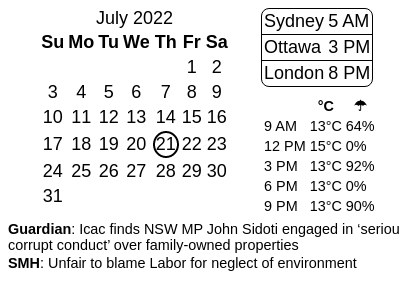 July 2022
Su Mo Tu We Th Fr Sa
1 2
3 4 5 6 7 8 9
10 11 12 13 14 15 16
17 18 19 20 21 22 23
24 25 26 27 28 29 30
31
Sydney 5 AM
Ottawa 3 PM
London 8 PM
°C ☂
9 AM 13°C 64%
12 PM 15°C 0%
3 PM 13°C 92%
6 PM 13°C 0%
9 PM 13°C 90%
Guardian: Icac finds NSW MP John Sidoti engaged in ‘seriou
corrupt conduct’ over family-owned properties
SMH: Unfair to blame Labor for neglect of environment